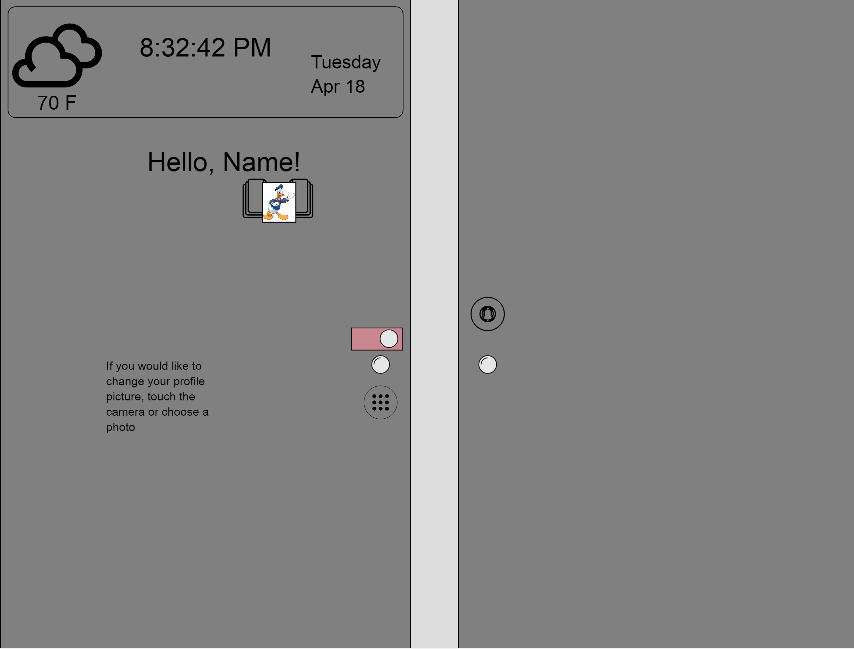 8:32:42 PM
Tuesday
Apr 18
70 F
Hello, Name!
If you would like to
change your profile
picture, touch the
camera or choose a
photo